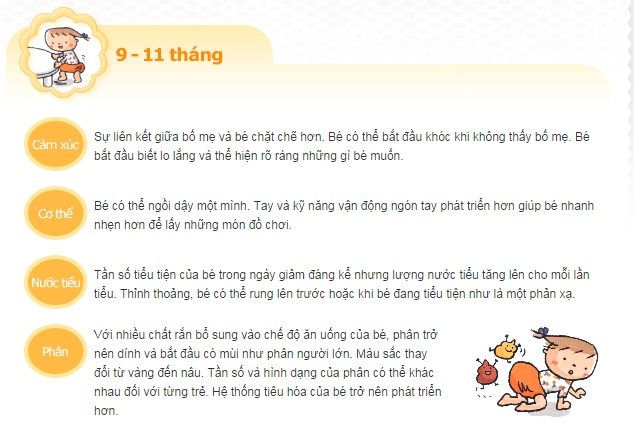 9 - 11 tháng
Cảm xúc
Sự liên kết giữa bố mẹ và bé chặt chẽ hơn. Bé có thể bắt đầu khóc khi không thấy bố mẹ. Bé
bắt đầu biết lo lắng và thể hiện rõ ràng những gì bé muốn.
Cơ thể
Bé có thể ngồi dậy một mình. Tay và kỹ năng vận động ngón tay phát triển hơn giúp bé nhanh
nhẹn hơn để lấy những món đồ chơi.
Nước tiểu
Tần số tiểu tiện của bé trong ngày giảm đáng kể nhưng lượng nước tiểu tăng lên cho mỗi lần
tiểu. Thỉnh thoảng, bé có thể rung lên trước hoặc khi bé đang tiểu tiện như là một phản xạ.
Phân
Với nhiều chất rắn bổ sung vào chế độ ăn uống của bé, phân trở
nên dính và bắt đầu có mùi như phân người lớn. Màu sắc thay
đổi từ vàng đến nâu. Tần số và hình dạng của phân có thể khác
nhau đối với từng trẻ. Hệ thống tiêu hóa của bé trở nên phát triển
hơn.